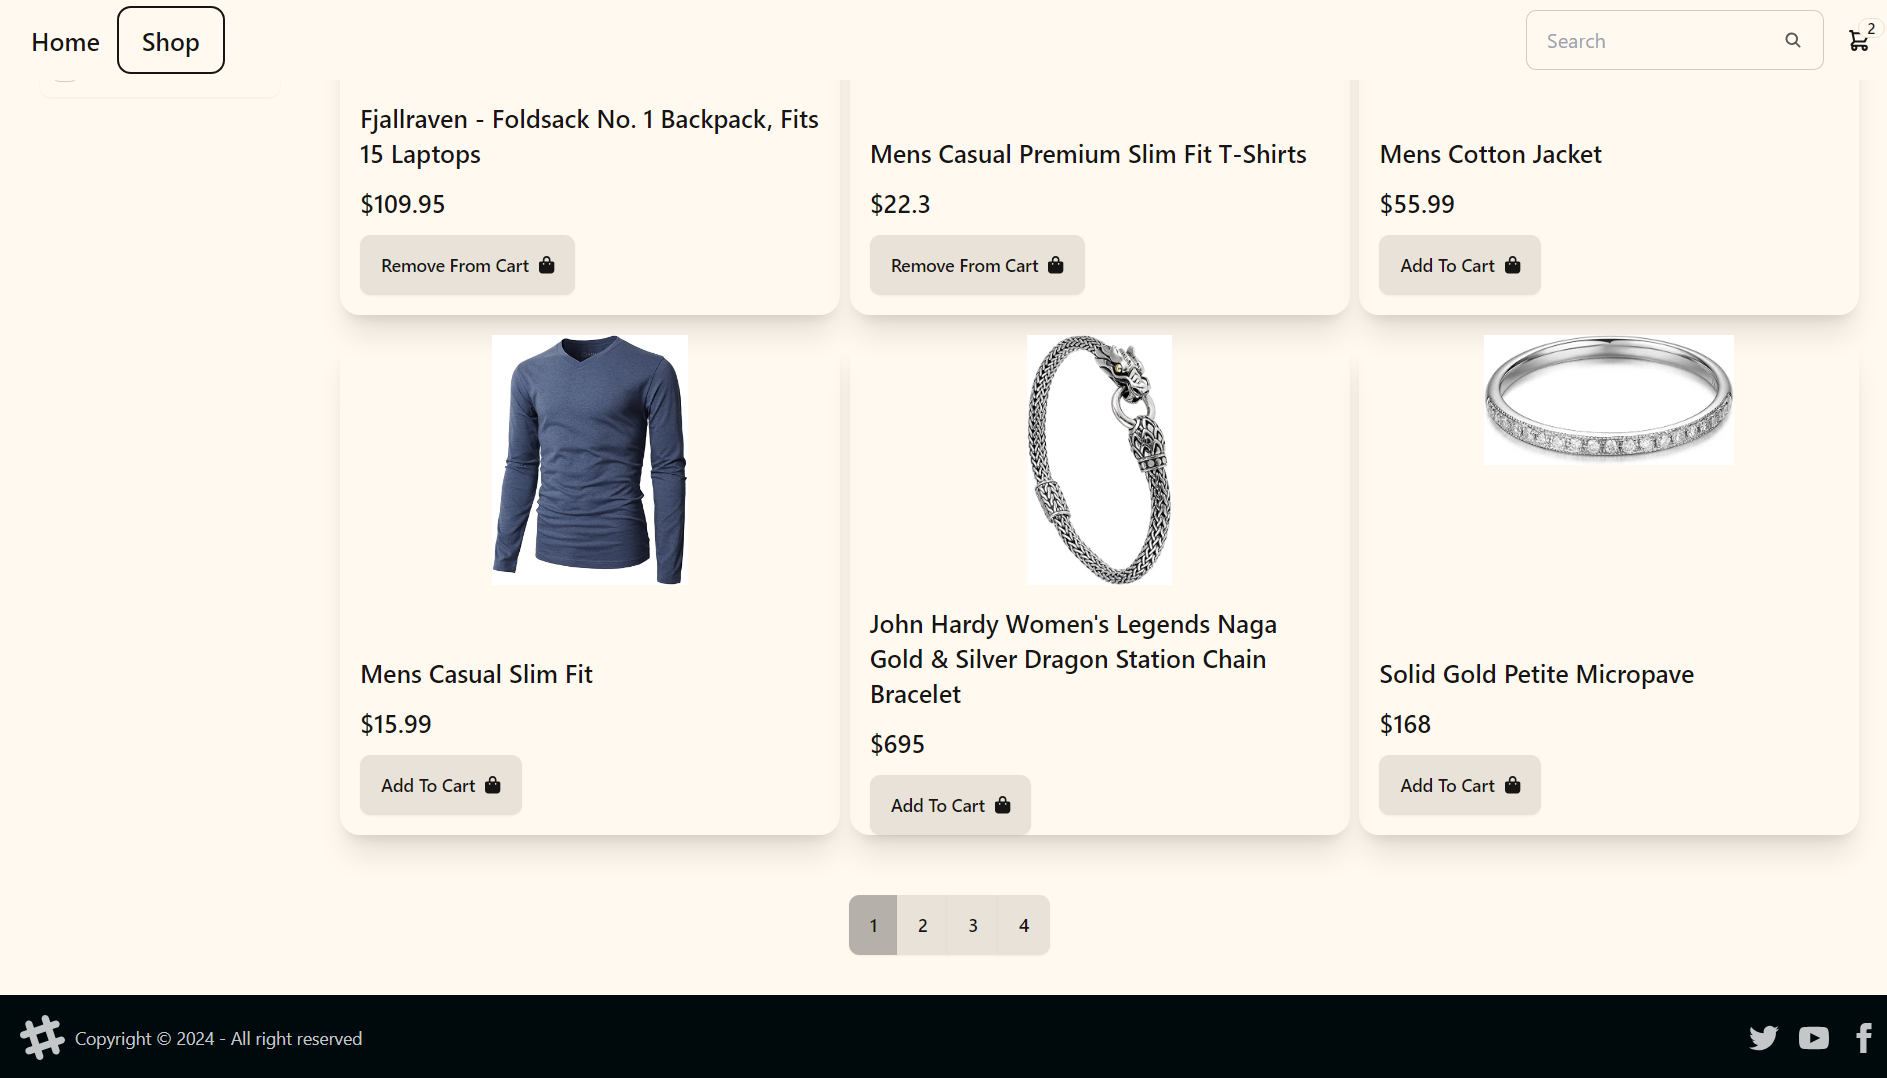 Home
Shop
Search
2
Fjallraven - Foldsack No. 1 Backpack, Fits
15 Laptops
$109.95
Remove From Cart
Mens Casual Premium Slim Fit T-Shirts
$22.3
Remove From Cart
Mens Cotton Jacket
$55.99
Add To Cart
Mens Casual Slim Fit
$15.99
Add To Cart
John Hardy Women's Legends Naga
Gold & Silver Dragon Station Chain
Bracelet
$695
Add To Cart
Solid Gold Petite Micropave
$168
Add To Cart
1 2 3 4
Copyright © 2024 - All right reserved